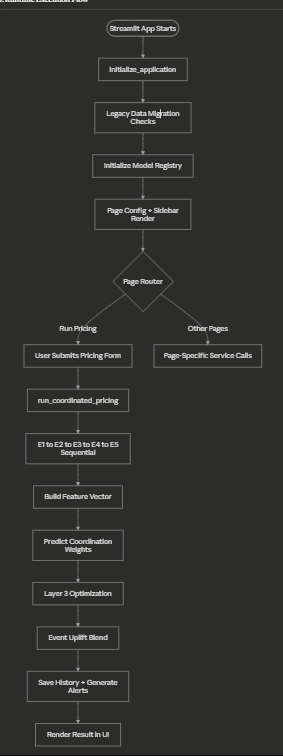 Runtime Execution Flow
Streamlit App Starts
initialize_application
Legacy Data Migration
Checks
Initialize Model Registry
Page Config + Sidebar
Render
Page Router
Run Pricing
Other Pages
User Submits Pricing Form
Page-Specific Service Calls
run_coordinated_pricing
E1 to E2 to E3 to E4 to E5
Sequential
Build Feature Vector
Predict Coordination
Weights
Layer 3 Optimization
Event Uplift Blend
Save History + Generate
Alerts
Render Result in UI